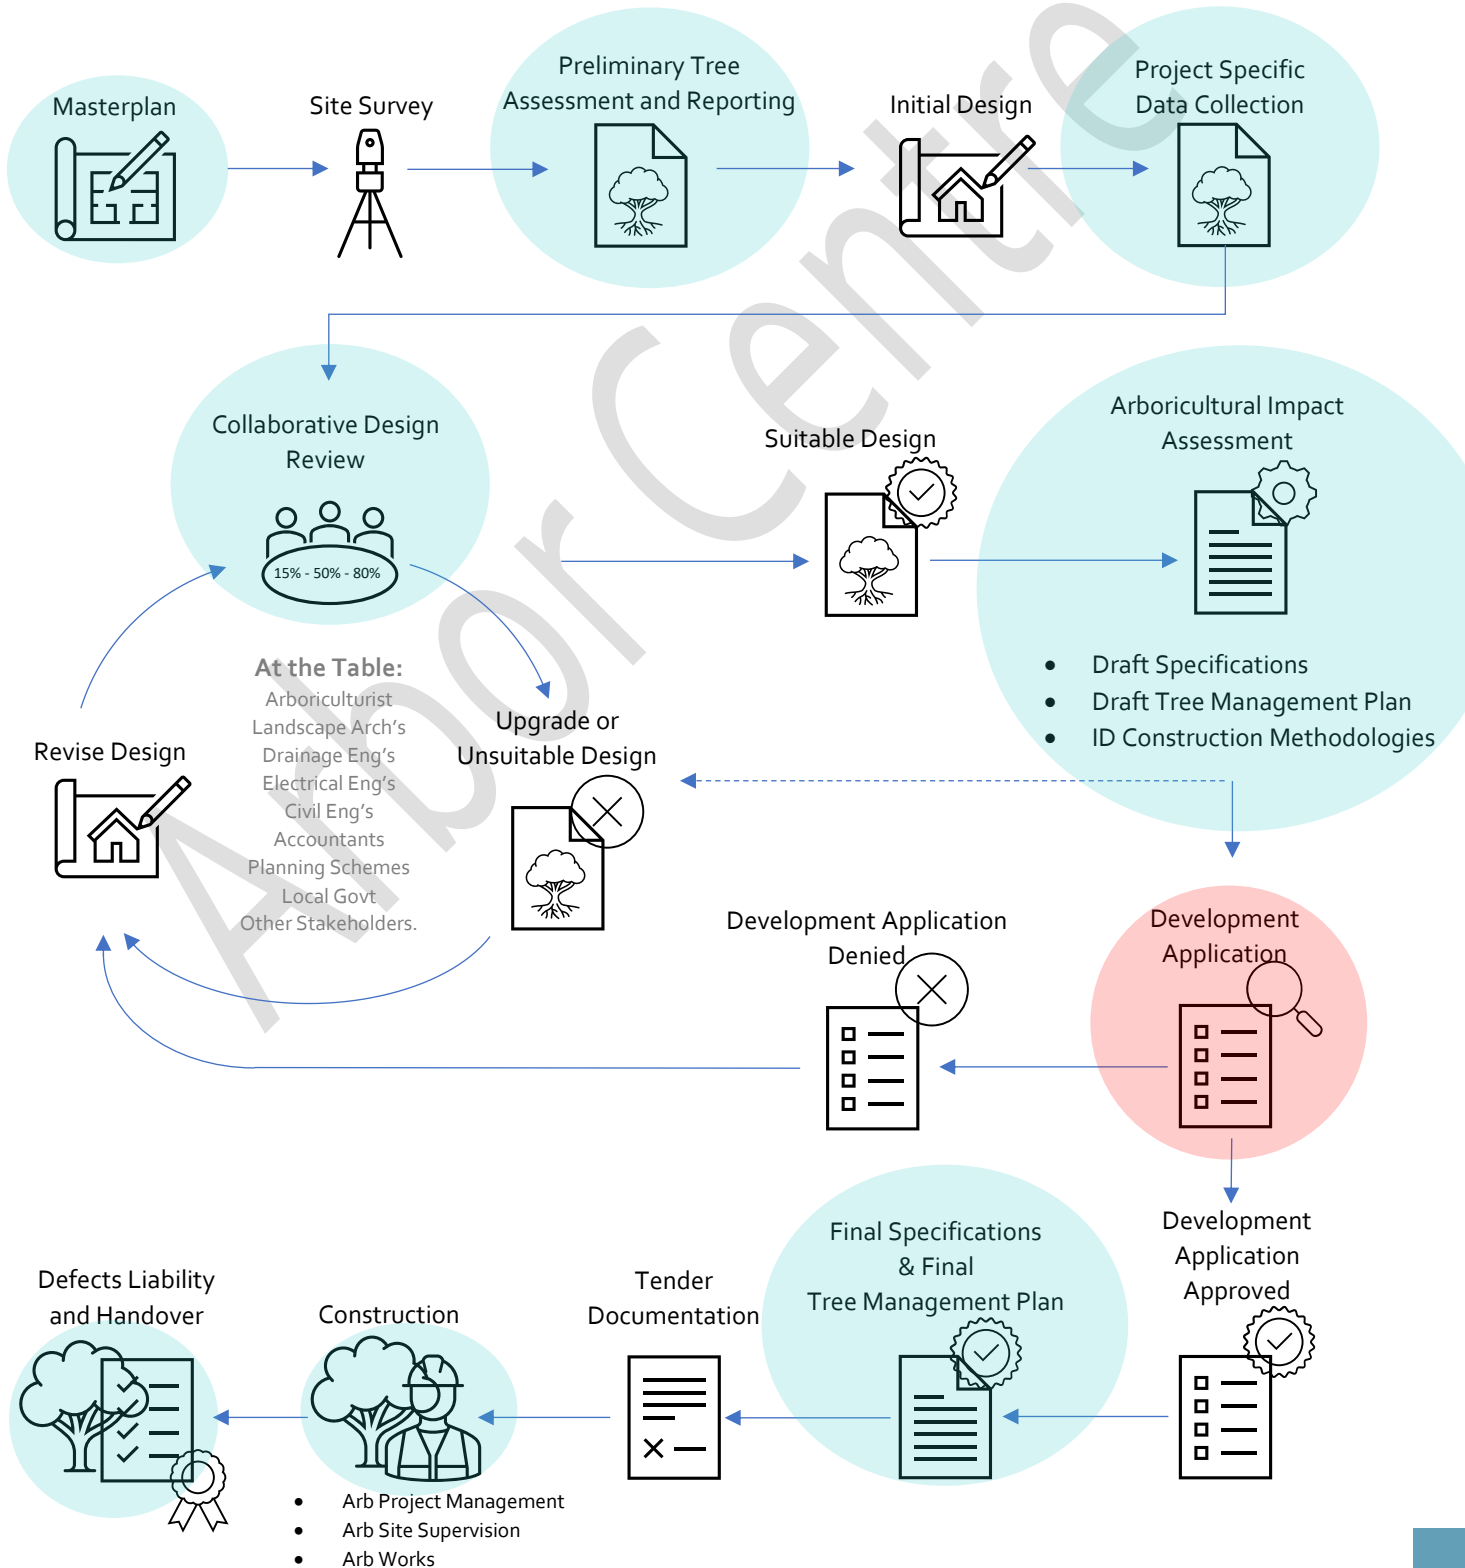 Masterplan
Site Survey
Preliminary Tree
Assessment and Reporting
Initial Design
Project Specific
Data Collection
Collaborative Design
Review
15% - 50% - 80%
Suitable Design
Arboricultural Impact
Assessment
• Draft Specifications
• Draft Tree Management Plan
• ID Construction Methodologies
At the Table:
Arboriculturist
Landscape Arch's
Drainage Eng's
Electrical Eng's
Civil Eng's
Accountants
Planning Schemes
Local Govt
Other Stakeholders.
Revise Design
Upgrade or
Unsuitable Design
Development Application
Denied
Development
Application
Development
Application
Approved
Final Specifications
& Final
Tree Management Plan
Tender
Documentation
Construction
• Arb Project Management
• Arb Site Supervision
• Arb Works
Defects Liability
and Handover
Arbor Centre